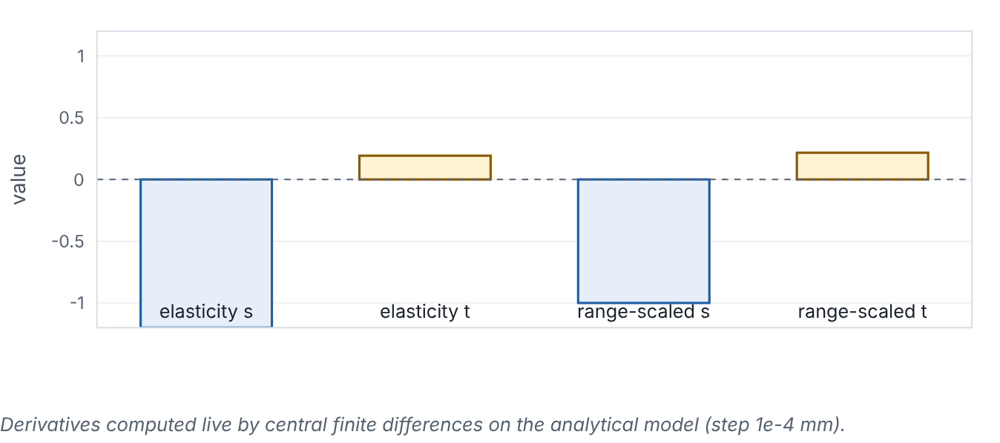 1
0.5
0
-0.5
-1
value
elasticity s
elasticity t
range-scaled s
range-scaled t
Derivatives computed live by central finite differences on the analytical model (step 1e-4 mm).